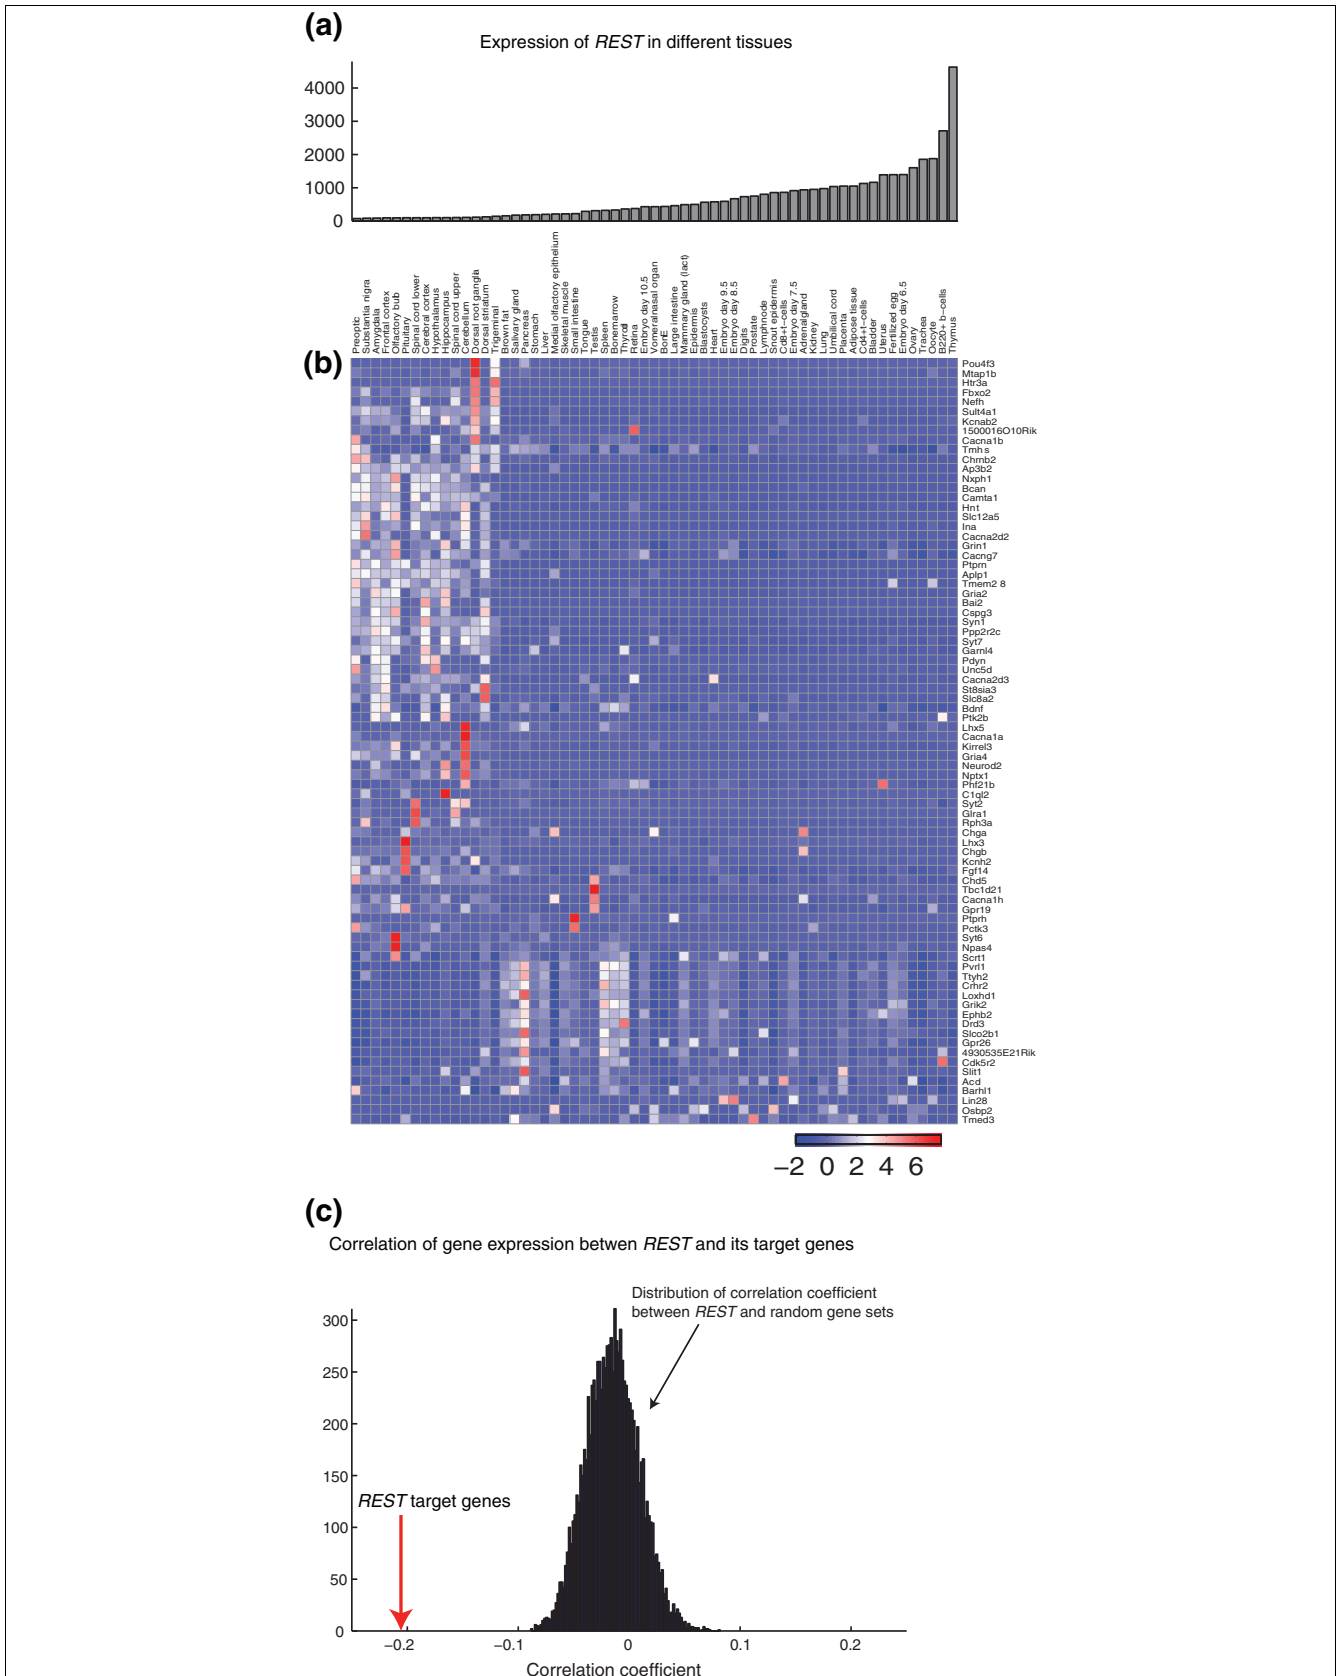 (a)
Expression of REST in different tissues
4000
3000
2000
1000
0
Preoptic
Substantia nigra
Amygdala
Frontal cortex
Olfactory bub
Pituitary
Spinal cord lower
Cerebral cortex
Hypothalamus
Hippocampus
Spinal cord upper
Cerebellum
Dorsal root ganglia
Dorsal striatum
Trigeminal
Brown fat
Salivary gland
Pancreas
Stomach
Liver
Medial olfactory epithelium
Skeletal muscle
Small intestine
Tongue
Testis
Spleen
Bonemarrow
Thyroid
Retina
Embryo day 10.5
Vomeralnasal organ
BonE
Large intestine
Mammary gland (lact)
Epidermis
Blastocysts
Heart
Embryo day 9.5
Embryo day 8.5
Digits
Prostate
Lymphnode
Snout epidermis
Cd8+t-cells
Embryo day 7.5
Adrenalgland
Kidney
Lung
Umbilical cord
Placenta
Adipose tissue
Cd4+t-cells
Bladder
Uterus
Fertilized egg
Embryo day 6.5
Ovary
Trachea
Oocyte
B220+ b-cells
Thymus
(b)
Pou4f3
Mtap1b
Htr3a
Fbxo2
Nefh
Sult4a1
Kcnab2
1500016O10Rik
Cacna1b
Tmhs
Chrnb2
Ap3b2
Nxph1
Bcan
Camta1
Hnt
Slc12a5
Ina
Cacna2d2
Grin1
Cacng7
Ptprn
Aplp1
Tmem2 8
Gria2
Bai2
Cspg3
Syn1
Ppp2r2c
Syt7
Garnl4
Pdyn
Unc5d
Cacna2d3
St8sia3
Slc8a2
Bdnf
Ptk2b
Lhx5
Cacna1a
Kirrel3
Gria4
Neurod2
Nptx1
Phf21b
C1ql2
Syt2
Glra1
Rph3a
Chga
Lhx3
Chgb
Kcnh2
Fgf14
Chd5
Tbc1d21
Cacna1h
Gpr19
Ptprh
Pctk3
Syt6
Npas4
Scrt1
Pvrl1
Ttyh2
Crhr2
Loxhd1
Grik2
Ephb2
Drd3
Slco2b1
Gpr26
4930535E21Rik
Cdk5r2
Slit1
Acd
Barhl1
Lin28
Osbp2
Tmed3
−2 0 2 4 6
(c)
Correlation of gene expression betwen REST and its target genes
Distribution of correlation coefficient
between REST and random gene sets
300
250
200
150
100
50
0
REST target genes
−0.2 −0.1 0 0.1 0.2
Correlation coefficient